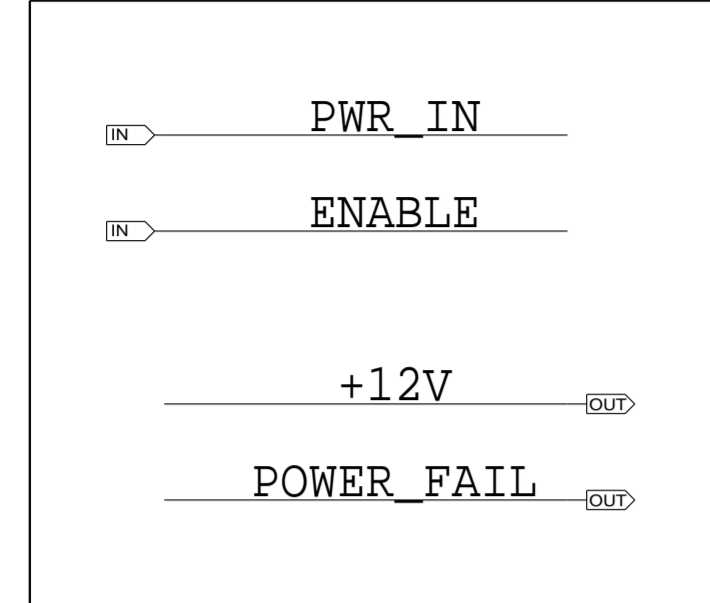 PWR_IN
IN
ENABLE
IN
+12V
OUT
POWER_FAIL
OUT